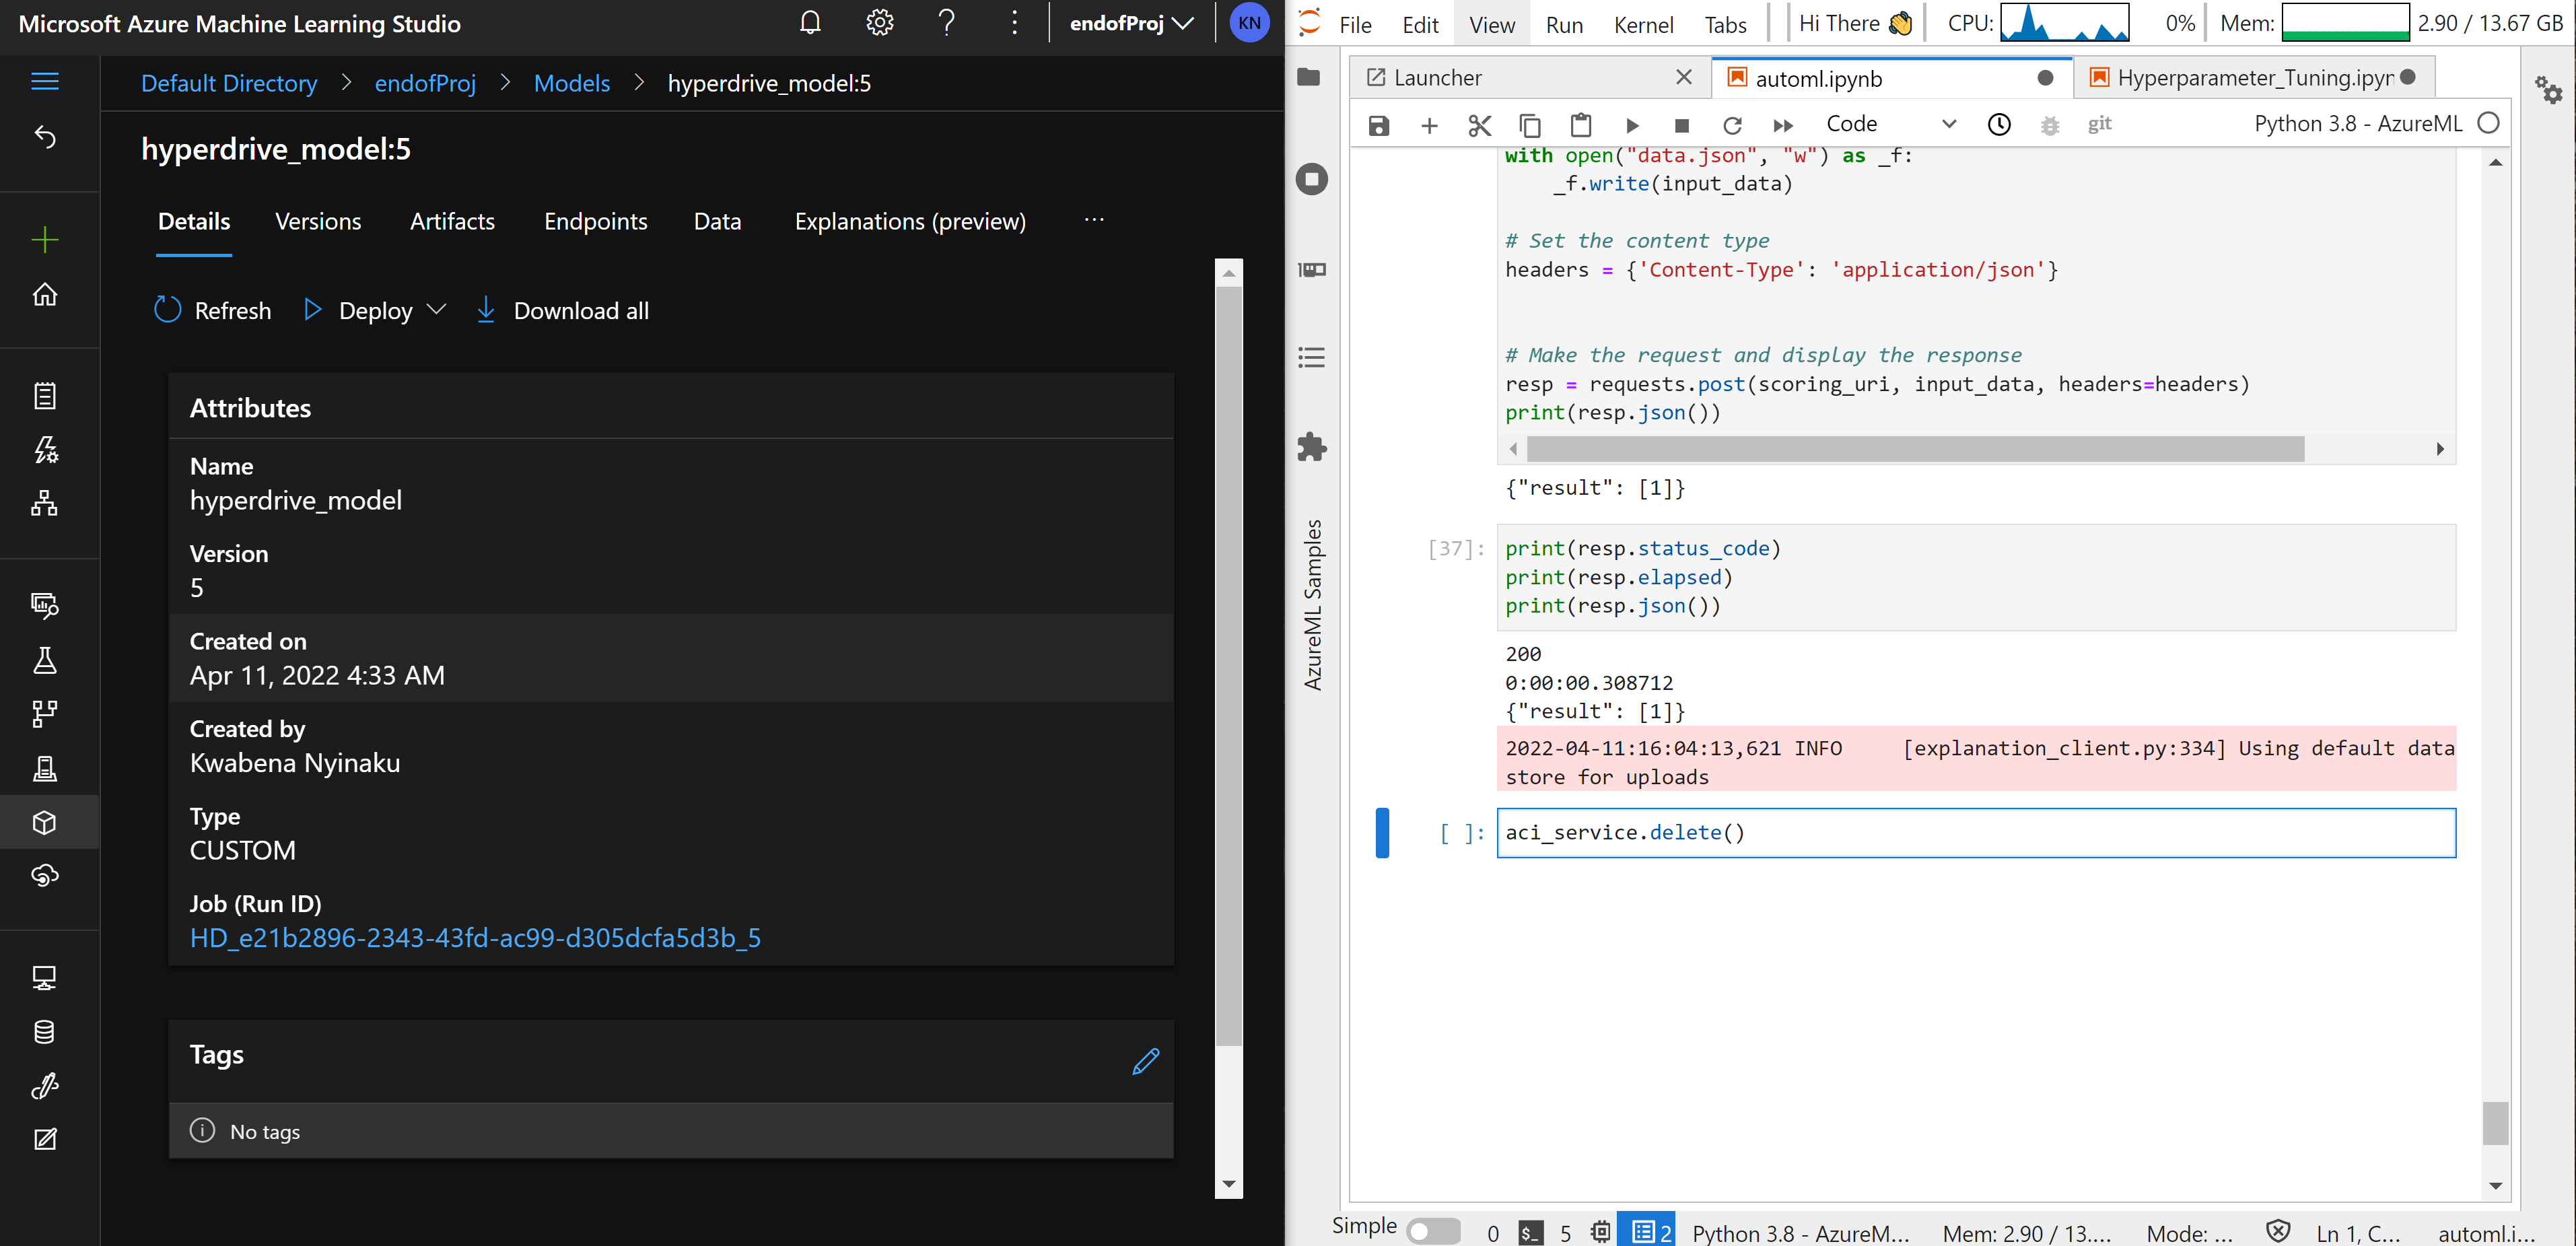 Microsoft Azure Machine Learning Studio
endofProj
KN
Default Directory > endofProj > Models > hyperdrive_model:5
hyperdrive_model:5
Details Versions Artifacts Endpoints Data Explanations (preview) ...
Refresh Deploy Download all
Attributes
Name
hyperdrive_model
Version
5
Created on
Apr 11, 2022 4:33 AM
Created by
Kwabena Nyinaku
Type
CUSTOM
Job (Run ID)
HD_e21b2896-2343-43fd-ac99-d305dcfa5d3b_5
Tags
No tags
File Edit View Run Kernel Tabs Hi There 👋 CPU: 0% Mem: 2.90 / 13.67 GB
Launcher automl.ipynb Hyperparameter_Tuning.ipyr
Code git Python 3.8 - AzureML
AzureML Samples
with open("data.json", "w") as _f:
    _f.write(input_data)
# Set the content type
headers = {'Content-Type': 'application/json'}
# Make the request and display the response
resp = requests.post(scoring_uri, input_data, headers=headers)
print(resp.json())
{"result": [1]}
[37]: print(resp.status_code)
print(resp.elapsed)
print(resp.json())
200
0:00:00.308712
{"result": [1]}
2022-04-11:16:04:13,621 INFO     [explanation_client.py:334] Using default data
store for uploads
[ ]: aci_service.delete()
Simple 0 $_ 5 2 Python 3.8 - AzureM... Mem: 2.90 / 13.... Mode: ... Ln 1, C... automl.i...